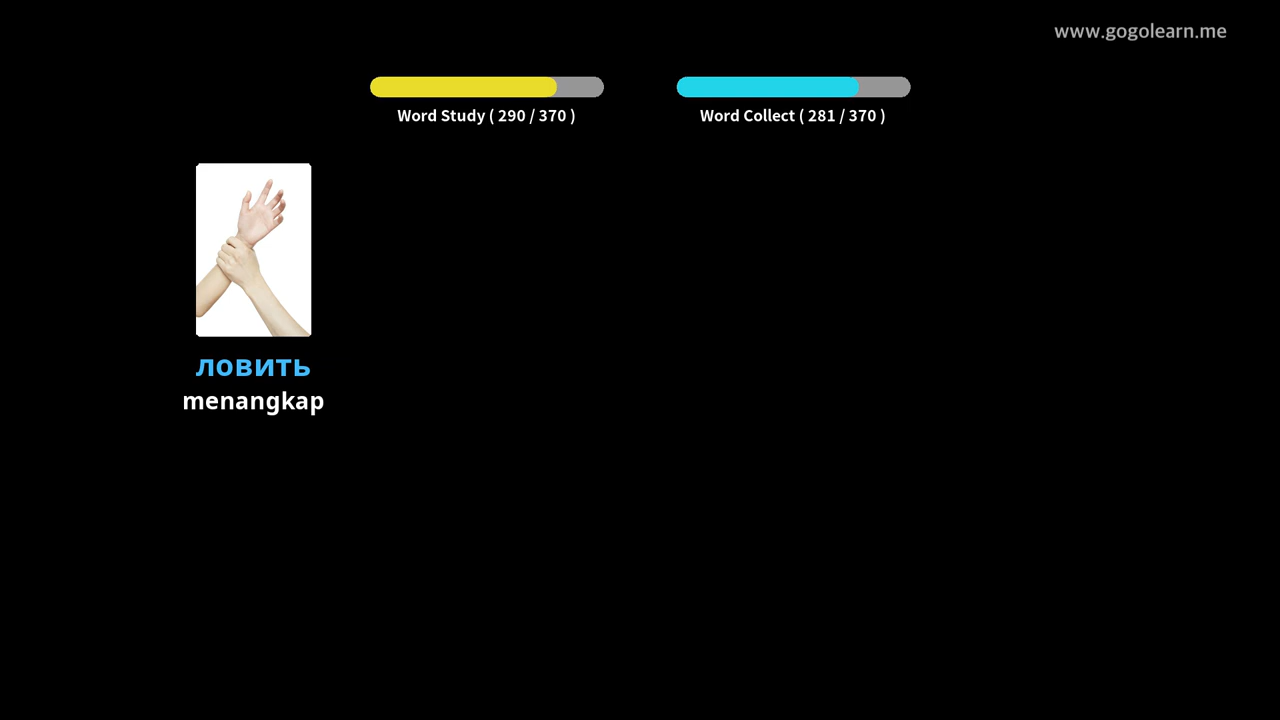 www.gogolearn.me
Word Study ( 290 / 370 )
Word Collect ( 281 / 370 )
ловить
menangkap